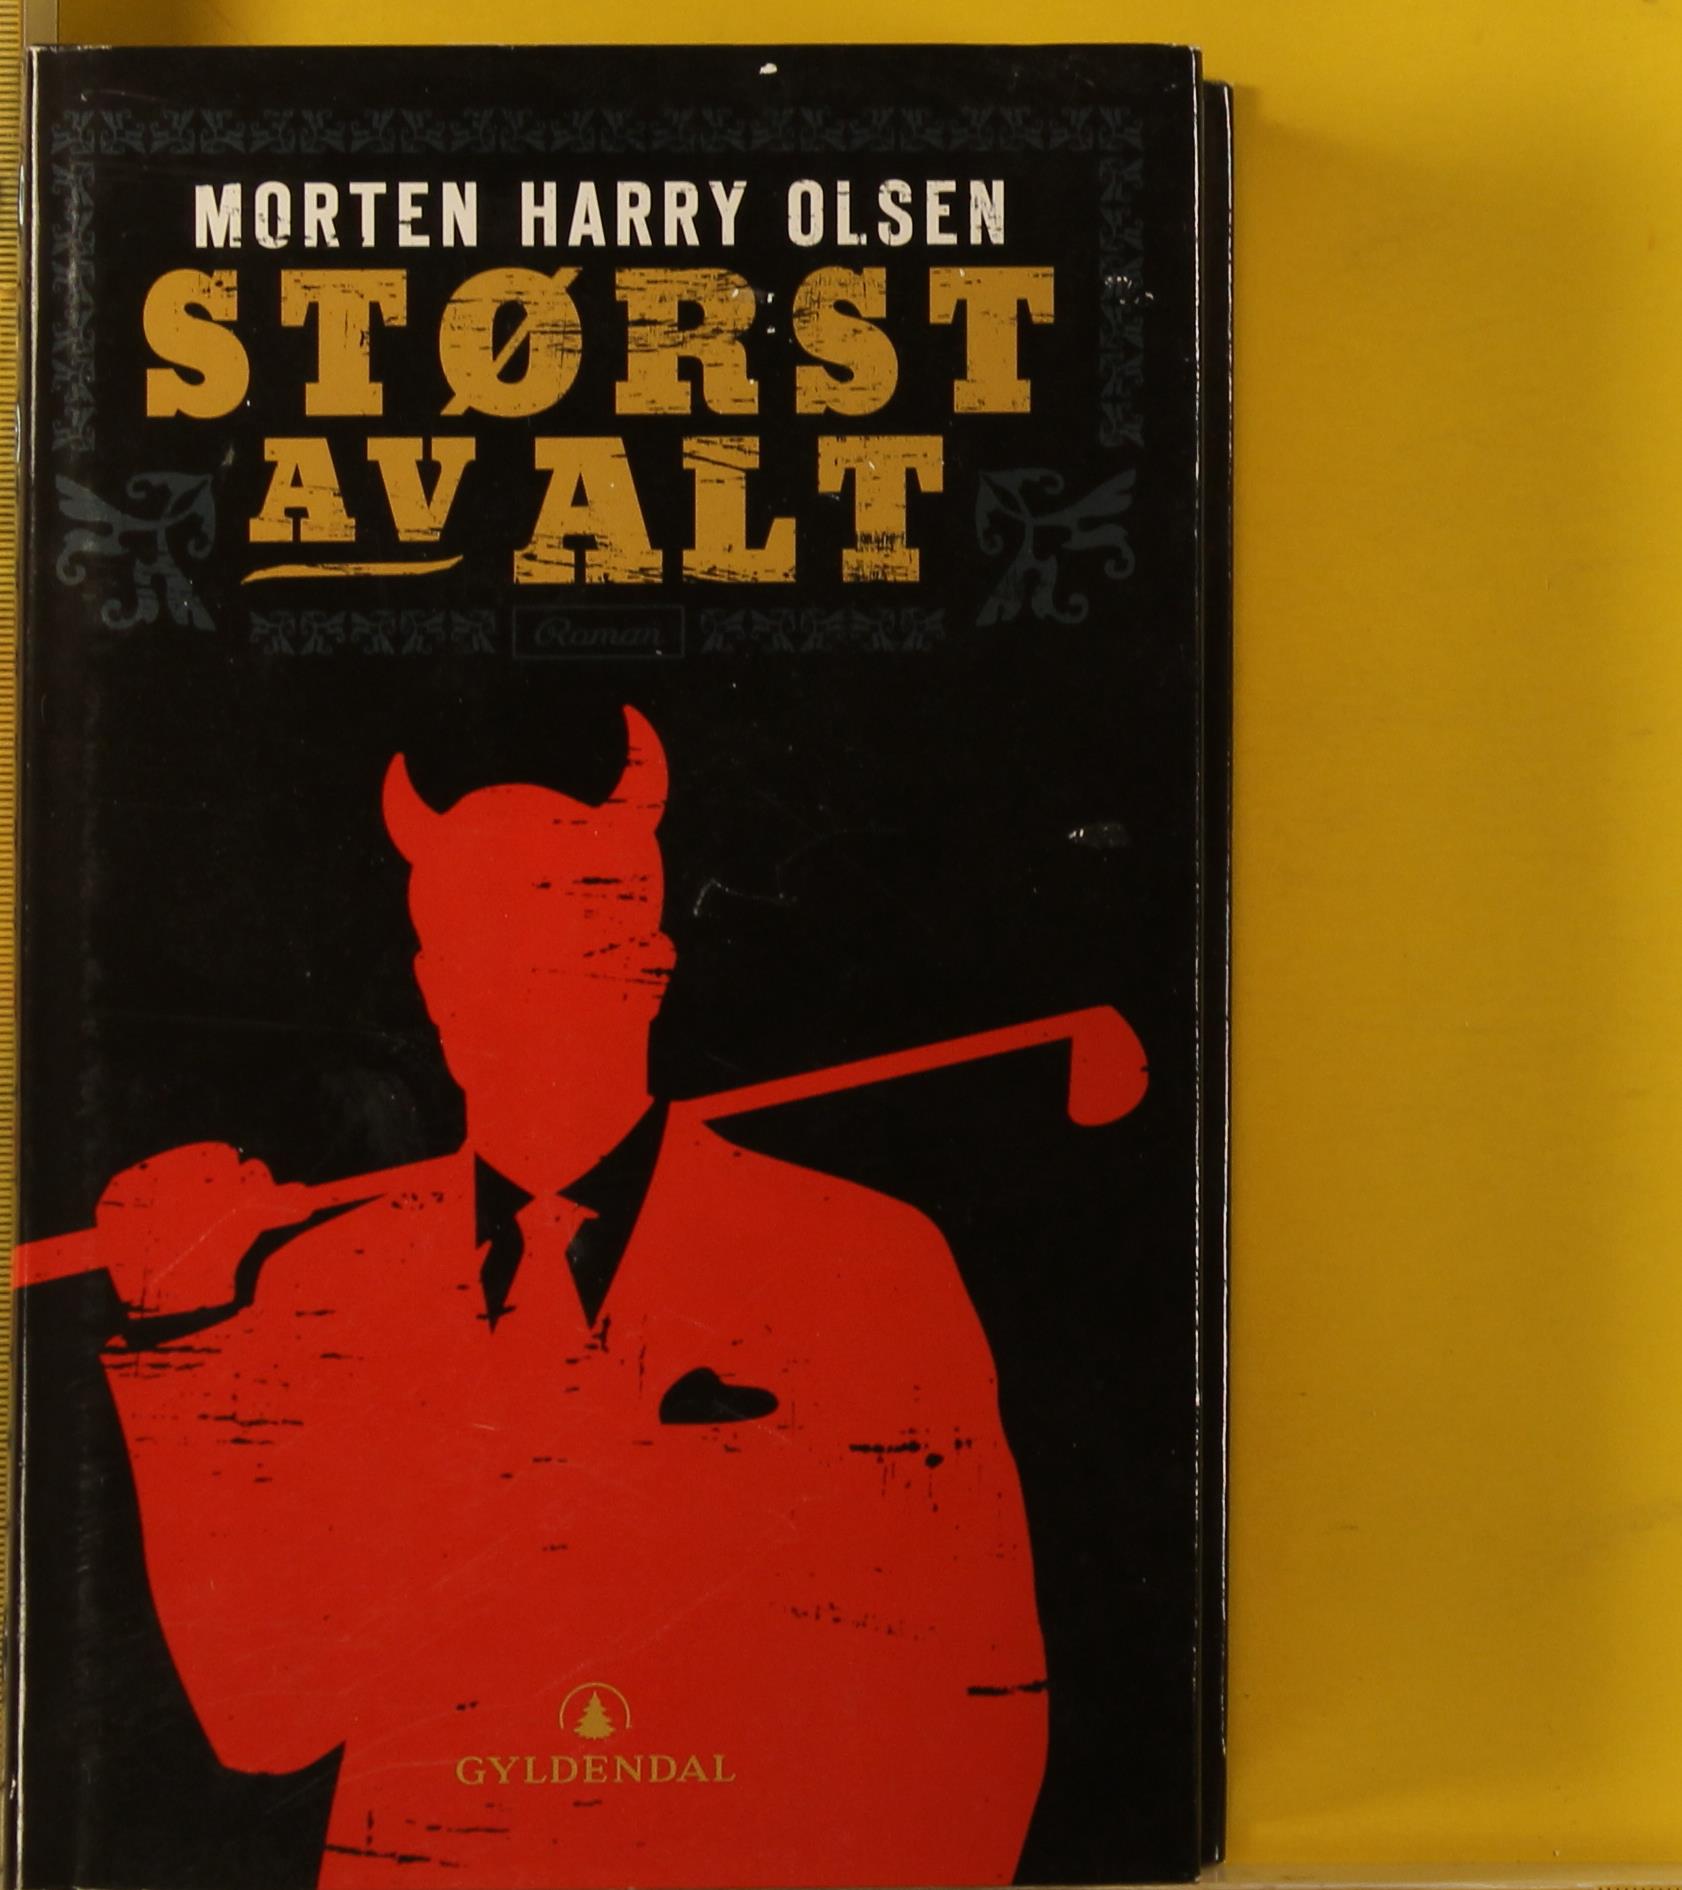 MORTEN HARRY OLSEN
STØRST
AV ALT
Roman
GYLDENDAL